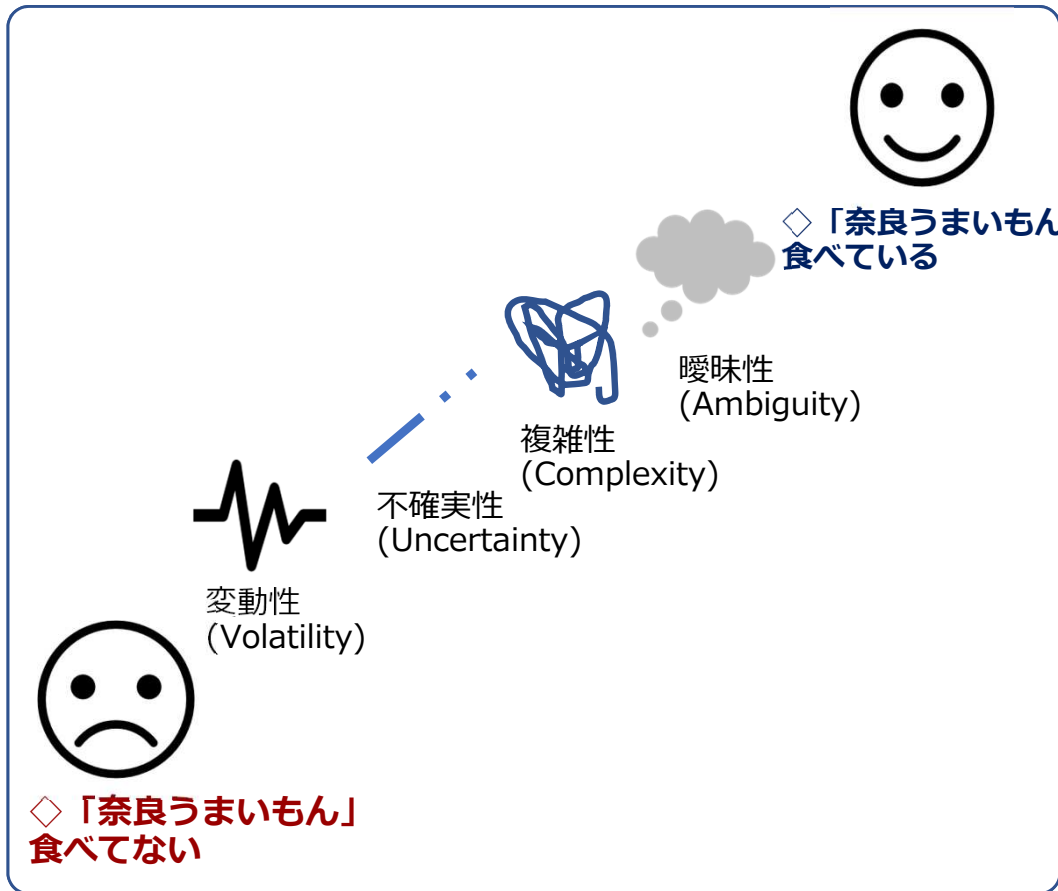 ◇「奈良うまいもん
食べている
曖昧性
(Ambiguity)
複雑性
(Complexity)
不確実性
(Uncertainty)
変動性
(Volatility)
◇「奈良うまいもん」
食べてない